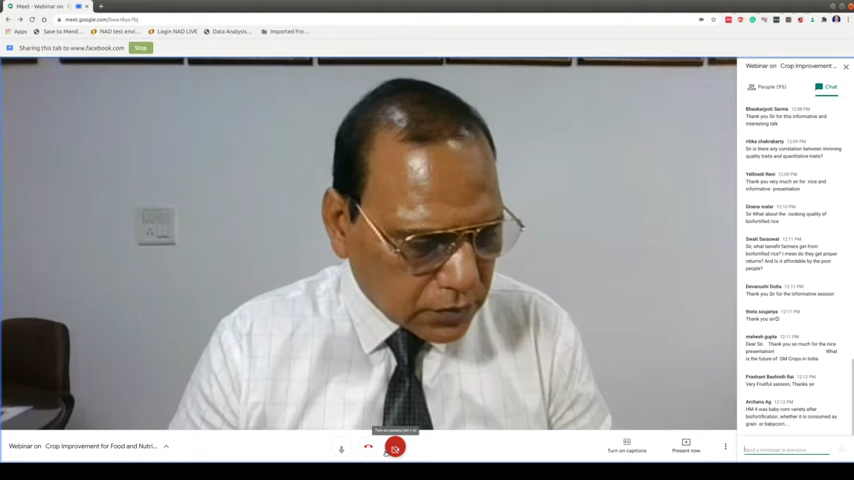 Meet - Webinar on
meet.google.com/bwa-tkys-fbj
Apps
Save to Mend...
NAD test envi...
Login NAD LIVE
Data Analysis...
Imported Fro...
Sharing this tab to www.facebook.com
Stop
Webinar on Crop Improvement ...
People (93)
Chat
Bhaskarjyoti Sarma 12:09 PM
Thank you Sir for this informative and
interesting talk
ritika chakrabarty 12:09 PM
Sir is there any correlation between imroving
quality traits and quantitative traits?
Yellinedi Reni 12:09 PM
Thank you very much sir for nice and
informative presentation
Gnana malar 12:10 PM
Sir What about the cooking quality of
biofortified rice
Swati Saraswat 12:11 PM
Sir, what benefit farmers get from
biofortified rice? I mean do they get proper
returns? And is it affordable by the poor
people?
Devanushi Dutta 12:11 PM
Thank you Sir for the informative session
thota soujanya 12:11 PM
Thank you sir😊
mahesh gupta 12:11 PM
Dear Sir, Thank you so much for the nice
presentation! What
is the future of GM Crops in India
Prashant Bashisth Rai 12:12 PM
Very Fruitful session, Thanks sir
Archana Ag 12:12 PM
HM 4 was baby corn variety after
biofortification. whether it is consumed as
grain or babycorn...
Send a message to everyone
Turn on camera (ctrl + e)
Webinar on Crop Improvement for Food and Nutri...
Turn on captions
Present now